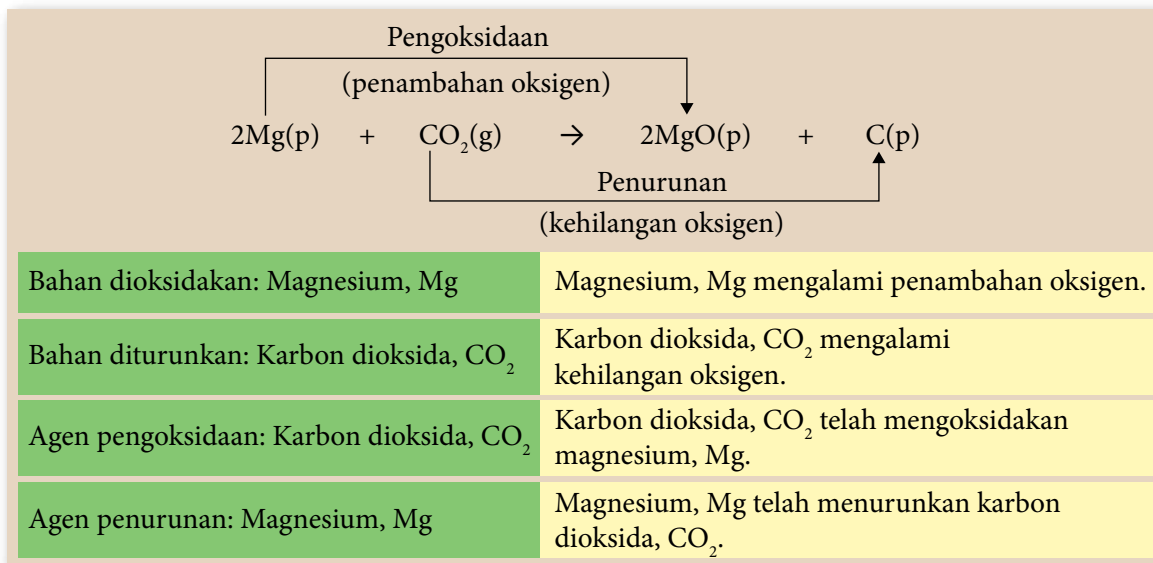 Pengoksidaan
(penambahan oksigen)
2Mg(p) + CO₂(g) → 2MgO(p) + C(p)
Penurunan
(kehilangan oksigen)
Bahan dioksidakan: Magnesium, Mg
Magnesium, Mg mengalami penambahan oksigen.
Bahan diturunkan: Karbon dioksida, CO₂
Karbon dioksida, CO₂ mengalami
kehilangan oksigen.
Agen pengoksidaan: Karbon dioksida, CO₂
Karbon dioksida, CO₂ telah mengoksidakan
magnesium, Mg.
Agen penurunan: Magnesium, Mg
Magnesium, Mg telah menurunkan karbon
dioksida, CO₂.